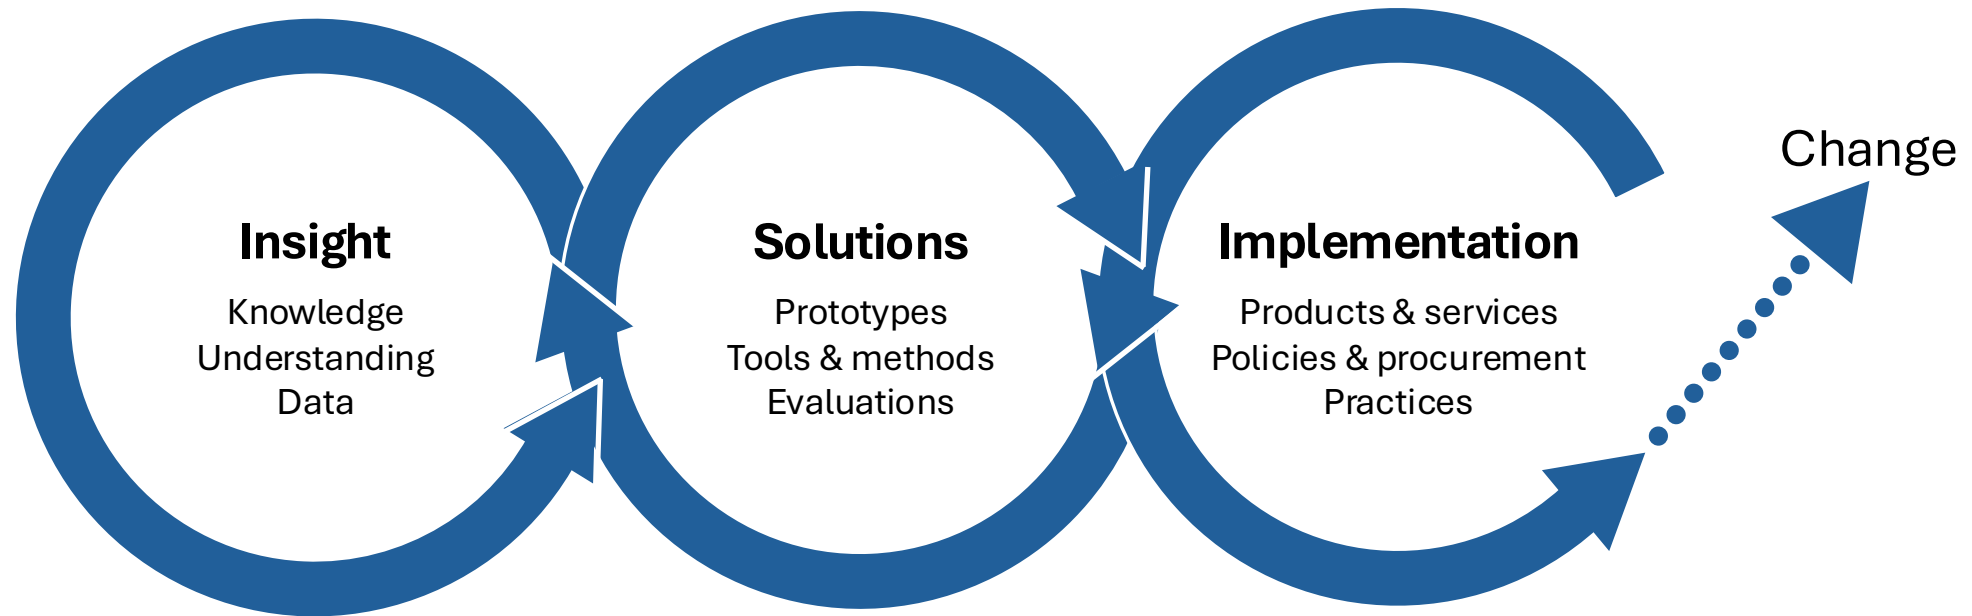 Insight
Knowledge
Understanding
Data
Solutions
Prototypes
Tools & methods
Evaluations
Implementation
Products & services
Policies & procurement
Practices
Change